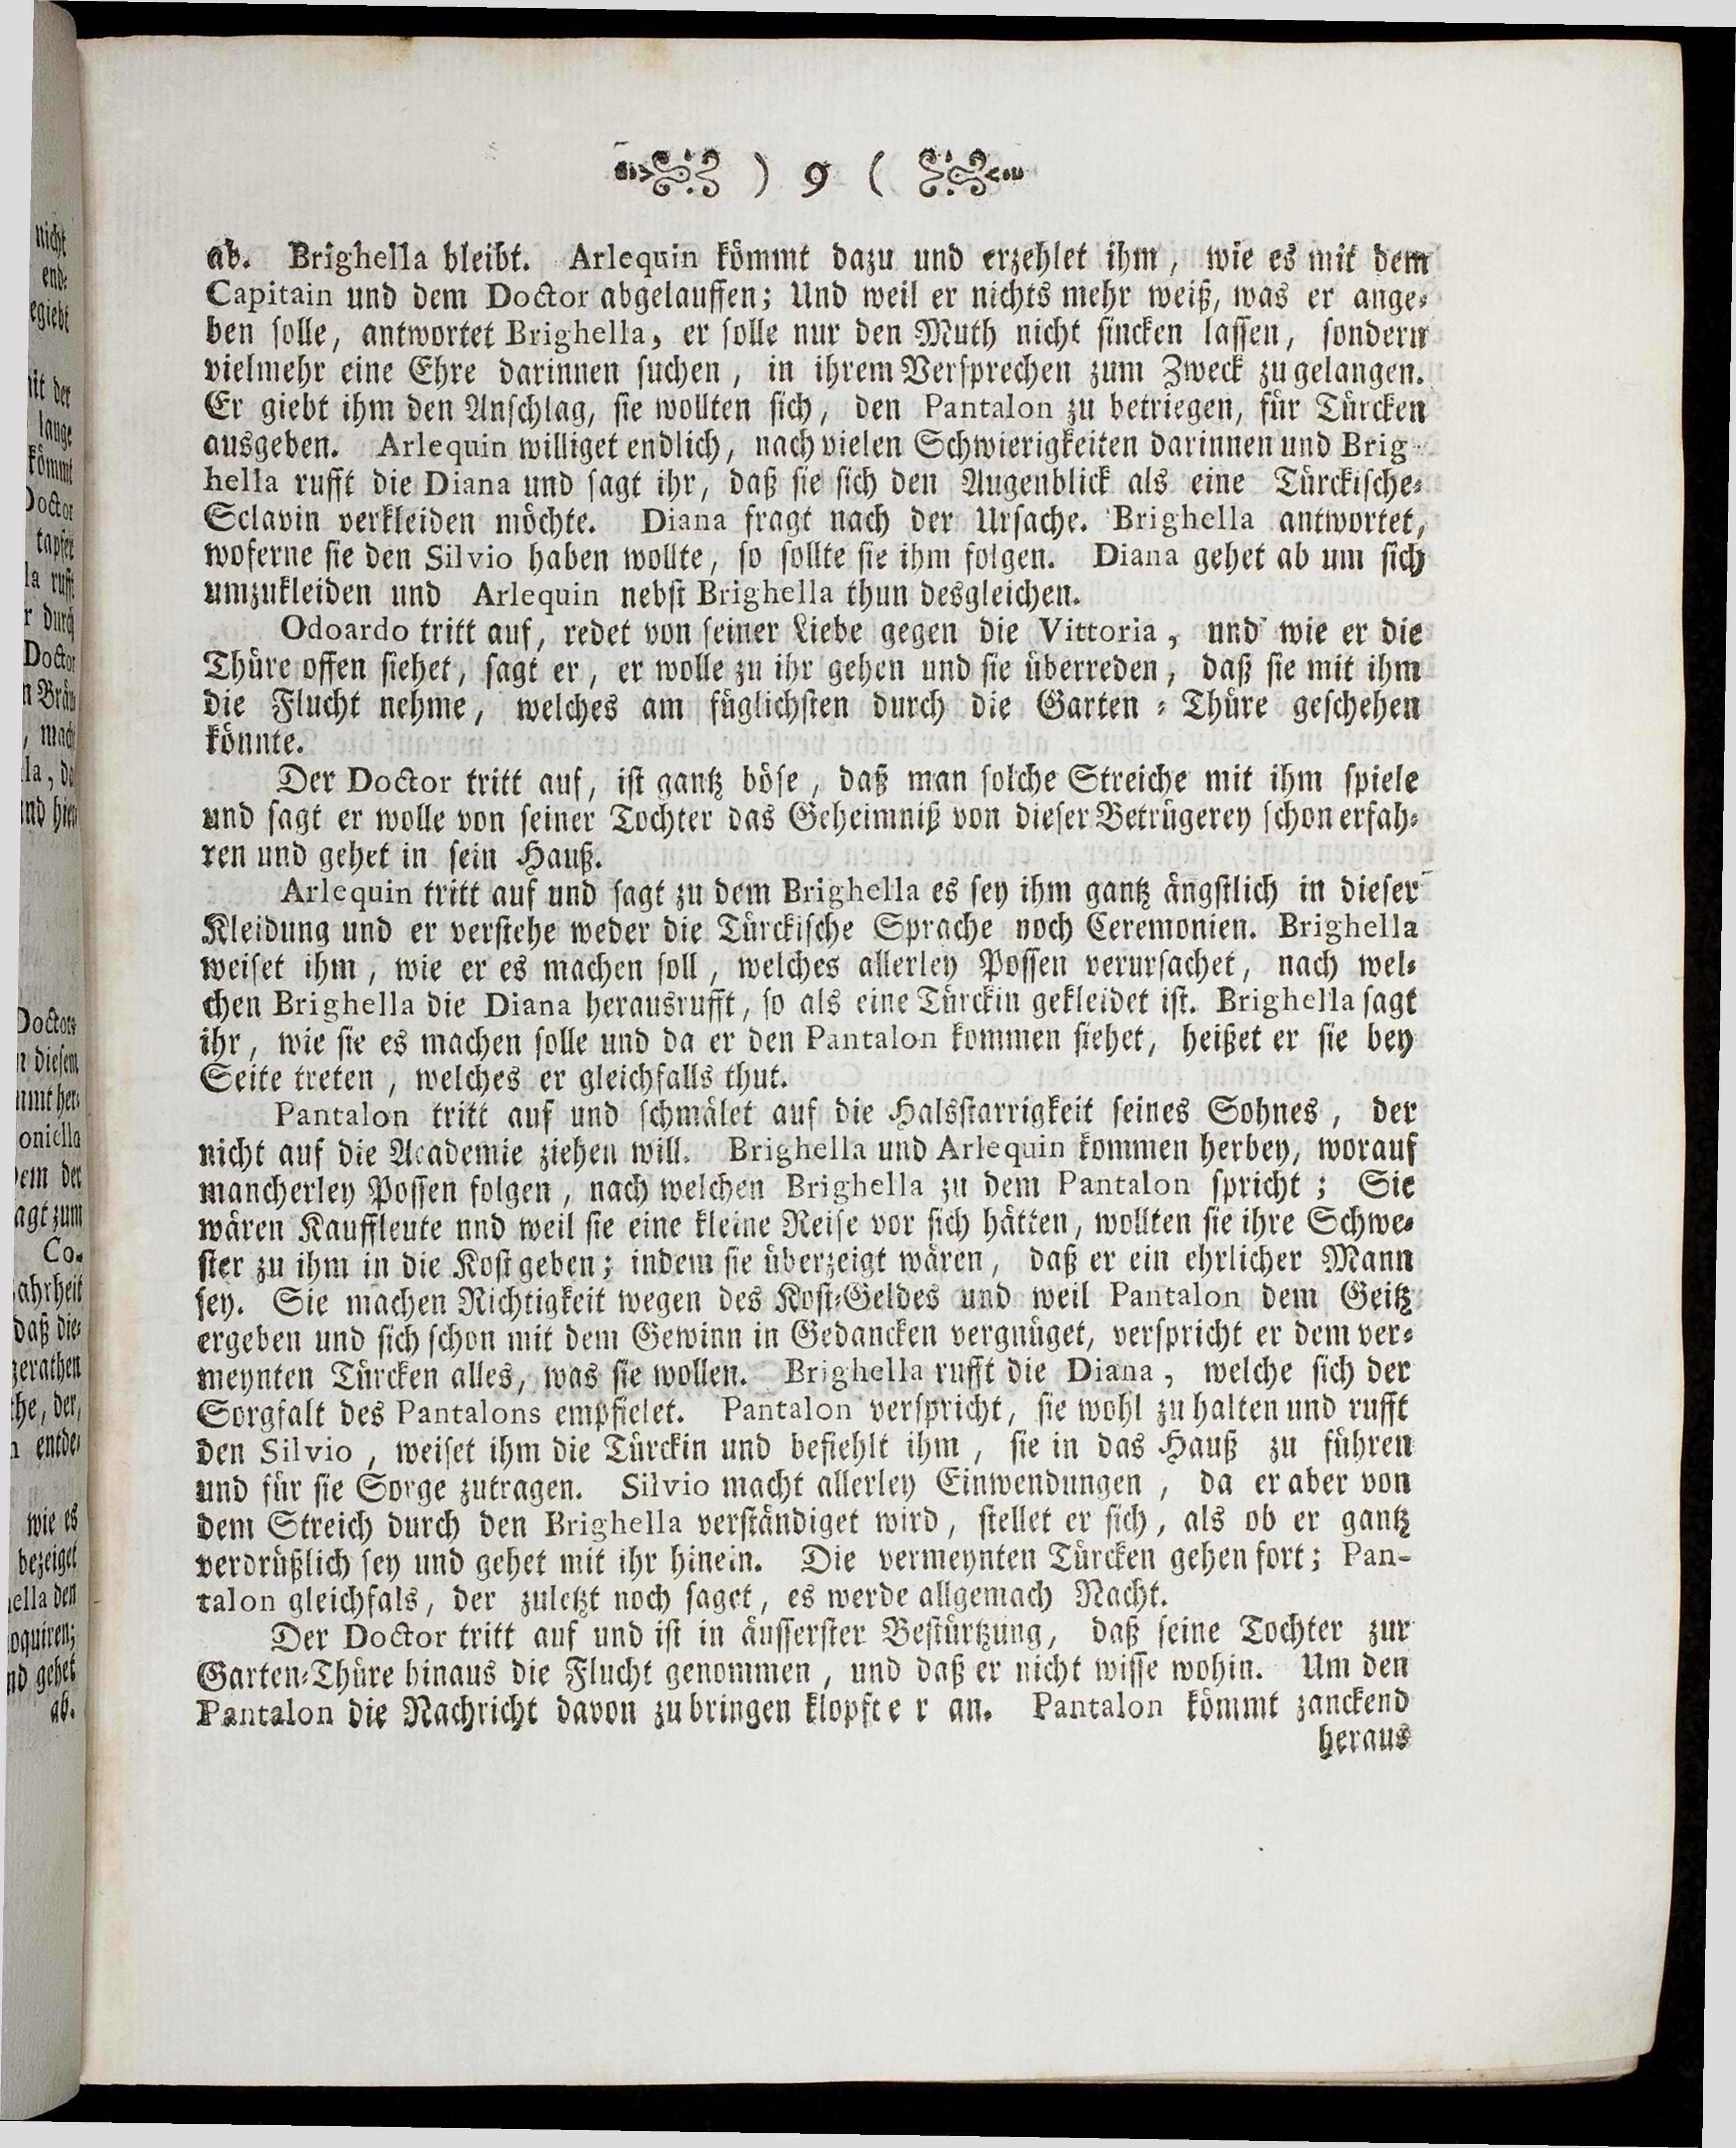 ) 9 (
ab. Brighella bleibt. Arlequin kömmt dazu und erzehlet ihm, wie es mit dem
Capitain und dem Doctor abgelauffen; Und weil er nichts mehr weiß, was er ange-
ben solle, antwortet Brighella, er solle nur den Muth nicht sincken lassen, sondern
vielmehr eine Ehre darinnen suchen, in ihrem Versprechen zum Zweck zu gelangen.
Er giebt ihm den Anschlag, sie wollten sich, den Pantalon zu betriegen, für Türcken
ausgeben. Arlequin williget endlich, nach vielen Schwierigkeiten darinnen und Brig-
hella rufft die Diana und sagt ihr, daß sie sich den Augenblick als eine Türckische-
Sclavin verkleiden möchte. Diana fragt nach der Ursache. Brighella antwortet,
woferne sie den Silvio haben wollte, so sollte sie ihm folgen. Diana gehet ab um sich
umzukleiden und Arlequin nebst Brighella thun desgleichen.
Odoardo tritt auf, redet von seiner Liebe gegen die Vittoria, und wie er die
Thüre offen siehet, sagt er, er wolle zu ihr gehen und sie überreden, daß sie mit ihm
die Flucht nehme, welches am füglichsten durch die Garten-Thüre geschehen
könnte.
Der Doctor tritt auf, ist gantz böse, daß man solche Streiche mit ihm spiele
und sagt er wolle von seiner Tochter das Geheimniß von dieser Betrügerey schon erfah-
ren und gehet in sein Hauß.
Arlequin tritt auf und sagt zu dem Brighella es sey ihm gantz ängstlich in dieser
Kleidung und er verstehe weder die Türckische Sprache noch Ceremonien. Brighella
weiset ihm, wie er es machen soll, welches allerley Possen verursachet, nach wel-
chen Brighella die Diana herausrufft, so als eine Türckin gekleidet ist. Brighella sagt
ihr, wie sie es machen solle und da er den Pantalon kommen siehet, heißet er sie bey
Seite treten, welches er gleichfalls thut.
Pantalon tritt auf und schmälet auf die Halsstarrigkeit seines Sohnes, der
nicht auf die Academie ziehen will. Brighella und Arlequin kommen herbey, worauf
mancherley Possen folgen, nach welchen Brighella zu dem Pantalon spricht; Sie
wären Kauffleute nnd weil sie eine kleine Reise vor sich hätten, wollten sie ihre Schwe-
ster zu ihm in die Kost geben; indem sie überzeigt wären, daß er ein ehrlicher Mann
sey. Sie machen Richtigkeit wegen des Kost-Geldes und weil Pantalon dem Geitz
ergeben und sich schon mit dem Gewinn in Gedancken vergnüget, verspricht er dem ver-
meynten Türcken alles, was sie wollen. Brighella rufft die Diana, welche sich der
Sorgfalt des Pantalons empfielet. Pantalon verspricht, sie wohl zu halten und rufft
den Silvio, weiset ihm die Türckin und befiehlt ihm, sie in das Hauß zu führen
und für sie Sorge zutragen. Silvio macht allerley Einwendungen, da er aber von
dem Streich durch den Brighella verständiget wird, stellet er sich, als ob er gantz
verdrüßlich sey und gehet mit ihr hinein. Die vermeynten Türcken gehen fort; Pan-
talon gleichfals, der zuletzt noch saget, es werde allgemach Nacht.
Der Doctor tritt auf und ist in äusserster Bestürtzung, daß seine Tochter zur
Garten-Thüre hinaus die Flucht genommen, und daß er nicht wisse wohin. Um den
Pantalon die Nachricht davon zu bringen klopft e r an. Pantalon kömmt zanckend
heraus